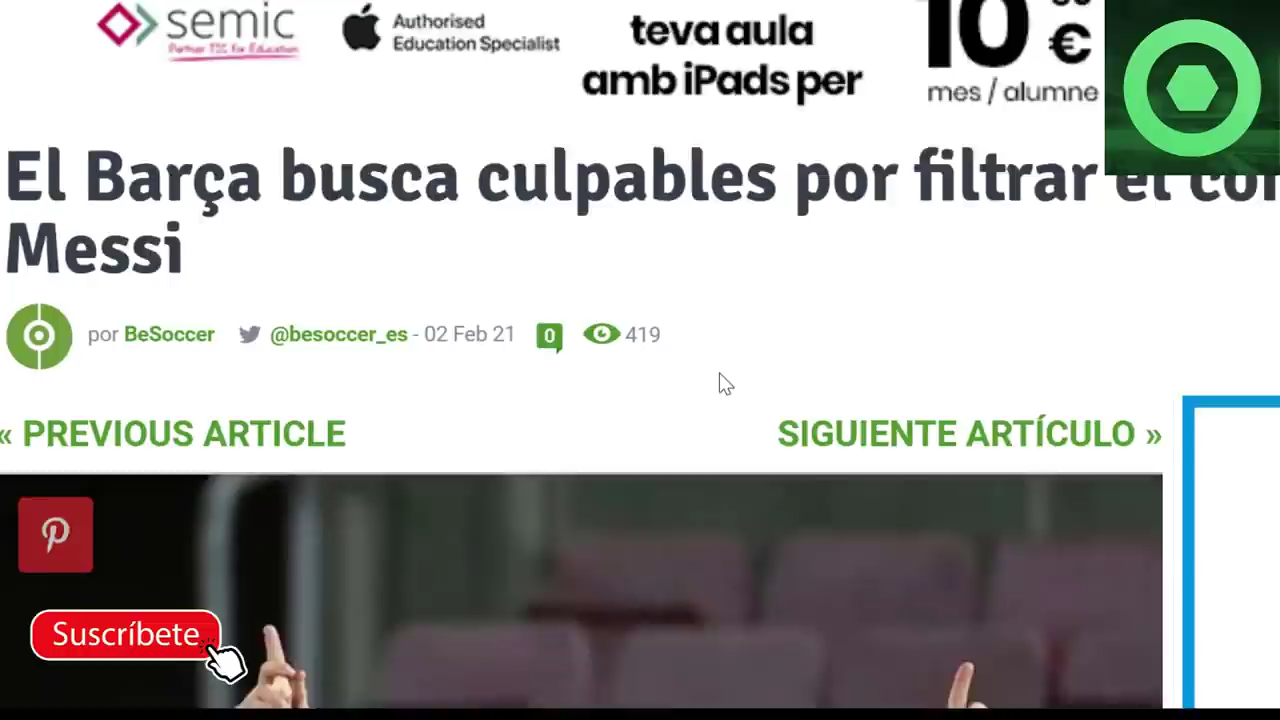 semic
Partner TIC for Education
Authorised
Education Specialist
teva aula
amb iPads per
10
€
mes / alumne
El Barça busca culpables por filtrar el
Messi
por BeSoccer @besoccer_es - 02 Feb 21 0 419
« PREVIOUS ARTICLE
SIGUIENTE ARTÍCULO »
Suscríbete